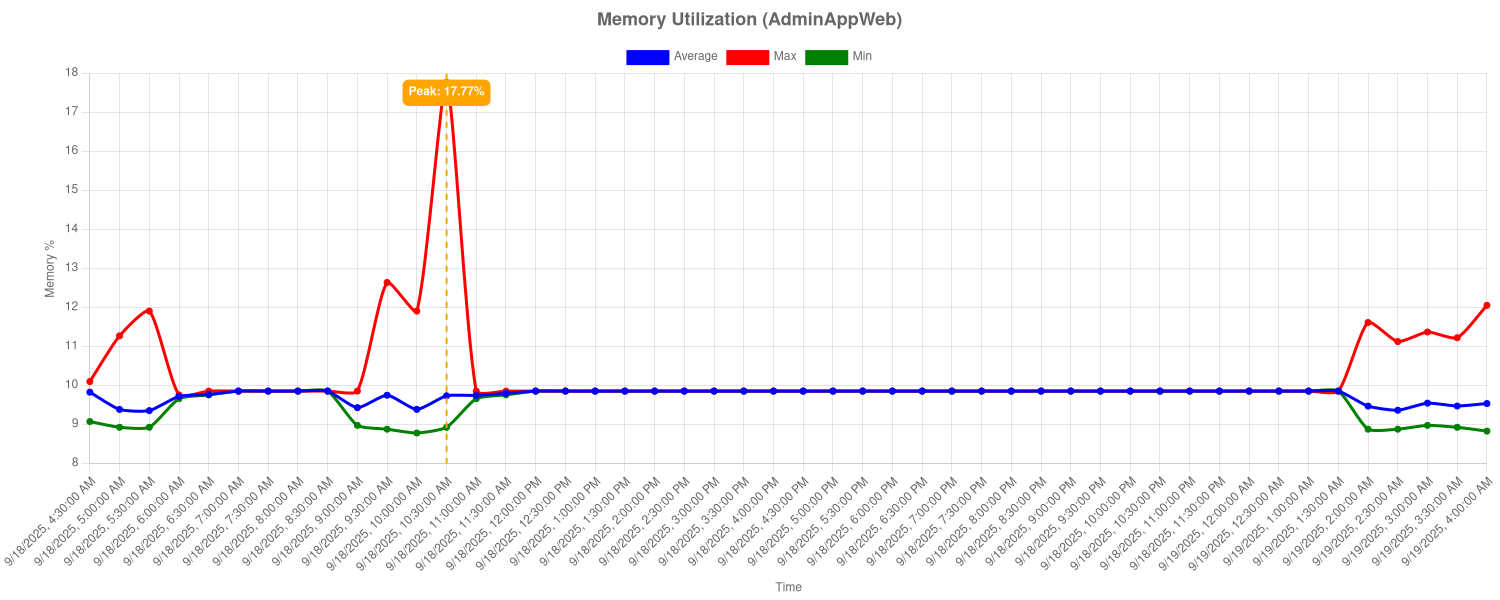 Memory Utilization (AdminAppWeb)
Average Max Min
Peak: 17.77%
Memory %
18
17
16
15
14
13
12
11
10
9
8
9/18/2025, 4:30:00 AM
9/18/2025, 5:00:00 AM
9/18/2025, 5:30:00 AM
9/18/2025, 6:00:00 AM
9/18/2025, 6:30:00 AM
9/18/2025, 7:00:00 AM
9/18/2025, 7:30:00 AM
9/18/2025, 8:00:00 AM
9/18/2025, 8:30:00 AM
9/18/2025, 9:00:00 AM
9/18/2025, 9:30:00 AM
9/18/2025, 10:00:00 AM
9/18/2025, 10:30:00 AM
9/18/2025, 11:00:00 AM
9/18/2025, 11:30:00 AM
9/18/2025, 12:00:00 PM
9/18/2025, 12:30:00 PM
9/18/2025, 1:00:00 PM
9/18/2025, 1:30:00 PM
9/18/2025, 2:00:00 PM
9/18/2025, 2:30:00 PM
9/18/2025, 3:00:00 PM
9/18/2025, 3:30:00 PM
9/18/2025, 4:00:00 PM
9/18/2025, 4:30:00 PM
9/18/2025, 5:00:00 PM
9/18/2025, 5:30:00 PM
9/18/2025, 6:00:00 PM
9/18/2025, 6:30:00 PM
9/18/2025, 7:00:00 PM
9/18/2025, 7:30:00 PM
9/18/2025, 8:00:00 PM
9/18/2025, 8:30:00 PM
9/18/2025, 9:00:00 PM
9/18/2025, 9:30:00 PM
9/18/2025, 10:00:00 PM
9/18/2025, 10:30:00 PM
9/18/2025, 11:00:00 PM
9/18/2025, 11:30:00 PM
9/19/2025, 12:00:00 AM
9/19/2025, 12:30:00 AM
9/19/2025, 1:00:00 AM
9/19/2025, 1:30:00 AM
9/19/2025, 2:00:00 AM
9/19/2025, 2:30:00 AM
9/19/2025, 3:00:00 AM
9/19/2025, 3:30:00 AM
9/19/2025, 4:00:00 AM
Time